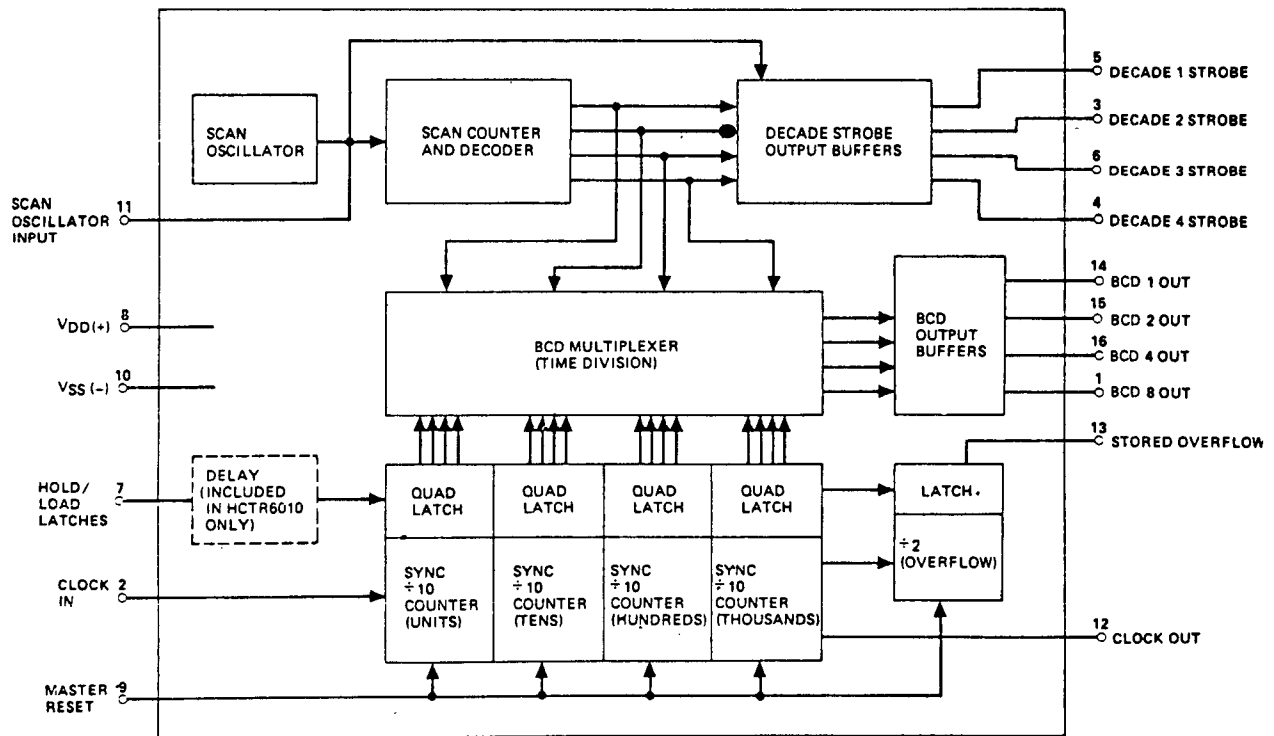 SCAN
OSCILLATOR
SCAN COUNTER
AND DECODER
DECADE STROBE
OUTPUT BUFFERS
5
DECADE 1 STROBE
3
DECADE 2 STROBE
6
DECADE 3 STROBE
4
DECADE 4 STROBE
SCAN
OSCILLATOR
INPUT
11
VDD(+)
8
VSS (−)
10
BCD MULTIPLEXER
(TIME DIVISION)
BCD
OUTPUT
BUFFERS
14
BCD 1 OUT
15
BCD 2 OUT
16
BCD 4 OUT
1
BCD 8 OUT
13
STORED OVERFLOW
HOLD/
LOAD
LATCHES
7
DELAY
(INCLUDED
IN HCTR6010
ONLY)
QUAD
LATCH
QUAD
LATCH
QUAD
LATCH
QUAD
LATCH
LATCH.
÷2
(OVERFLOW)
CLOCK
IN
2
SYNC
÷10
COUNTER
(UNITS)
SYNC
÷10
COUNTER
(TENS)
SYNC
÷10
COUNTER
(HUNDREDS)
SYNC
÷10
COUNTER
(THOUSANDS)
12
CLOCK OUT
MASTER
RESET
9